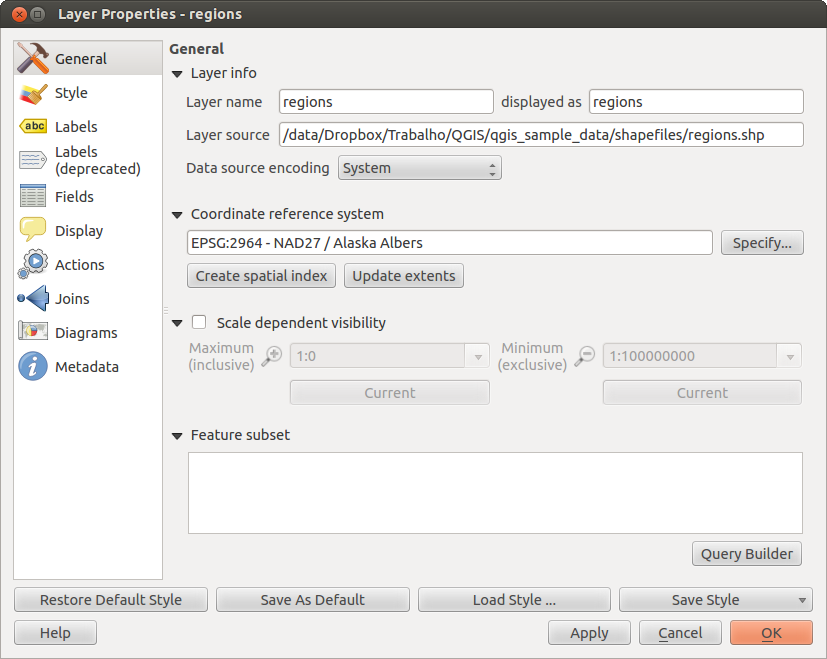 Layer Properties - regions
General
Style
abc Labels
Labels
(deprecated)
Fields
Display
Actions
Joins
Diagrams
i Metadata
General
Layer info
Layer name regions displayed as regions
Layer source /data/Dropbox/Trabalho/QGIS/qgis_sample_data/shapefiles/regions.shp
Data source encoding System
Coordinate reference system
EPSG:2964 - NAD27 / Alaska Albers Specify...
Create spatial index Update extents
Scale dependent visibility
Maximum
(inclusive) 1:0
Minimum
(exclusive) 1:100000000
Current Current
Feature subset
Query Builder
Restore Default Style Save As Default Load Style ... Save Style
Help Apply Cancel OK